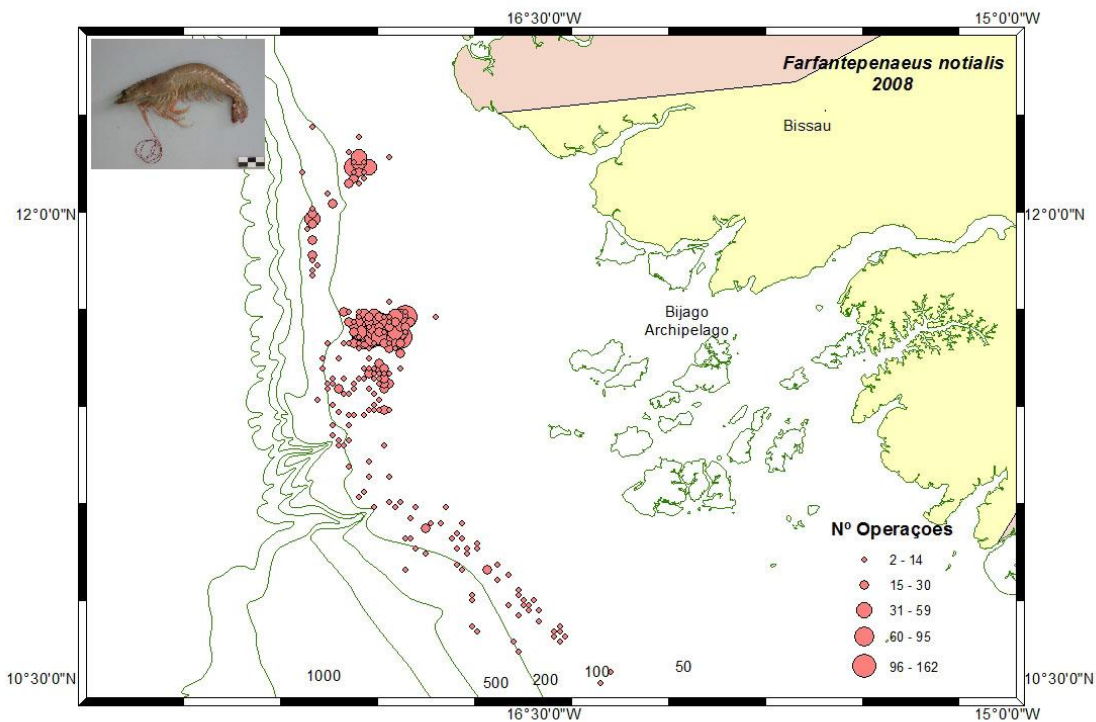 16°30'0"W
15°0'0"W
Farfantepenaeus notialis
2008
Bissau
12°0'0"N
12°0'0"N
Bijago
Archipelago
Nº Operaçoes
2 - 14
15 - 30
31 - 59
60 - 95
96 - 162
1000
500
200
100
50
10°30'0"N
10°30'0"N
16°30'0"W
15°0'0"W